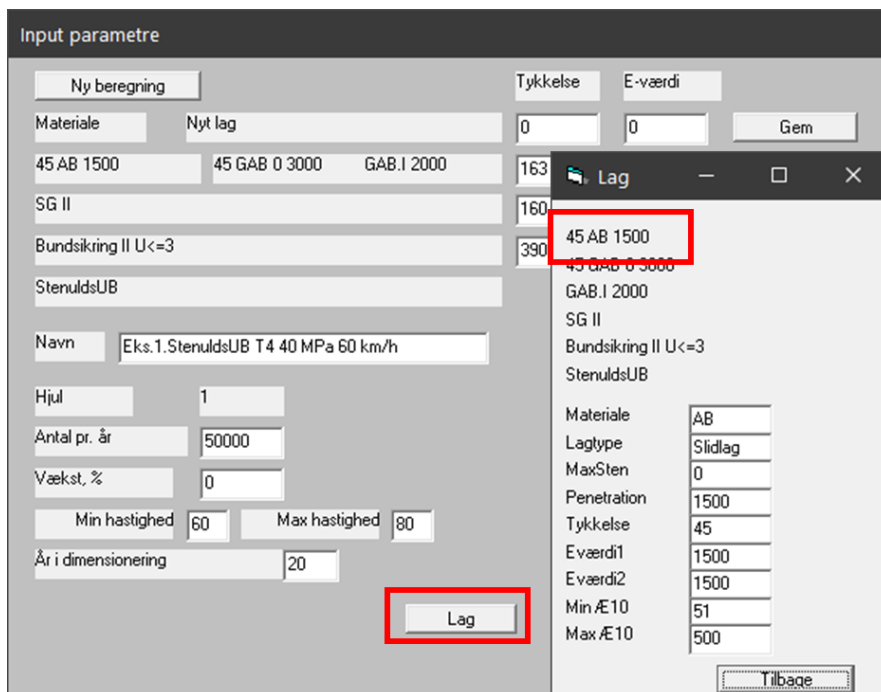 Input parametre
Ny beregning
Tykkelse E-værdi
Materiale Nyt lag 0 0 Gem
45 AB 1500 45 GAB 0 3000 GAB.I 2000 163
SG II 160
Bundsikring II U<=3 390
StenuldsUB
Navn Eks.1.StenuldsUB T4 40 MPa 60 km/h
Hjul 1
Antal pr. år 50000
Vækst, % 0
Min hastighed 60 Max hastighed 80
År i dimensionering 20
Lag
Lag
45 AB 1500
45 GAB 0 3000
GAB.I 2000
SG II
Bundsikring II U<=3
StenuldsUB
Materiale AB
Lagtype Slidlag
MaxSten 0
Penetration 1500
Tykkelse 45
Eværdi1 1500
Eværdi2 1500
Min Æ10 51
Max Æ10 500
Tilbage